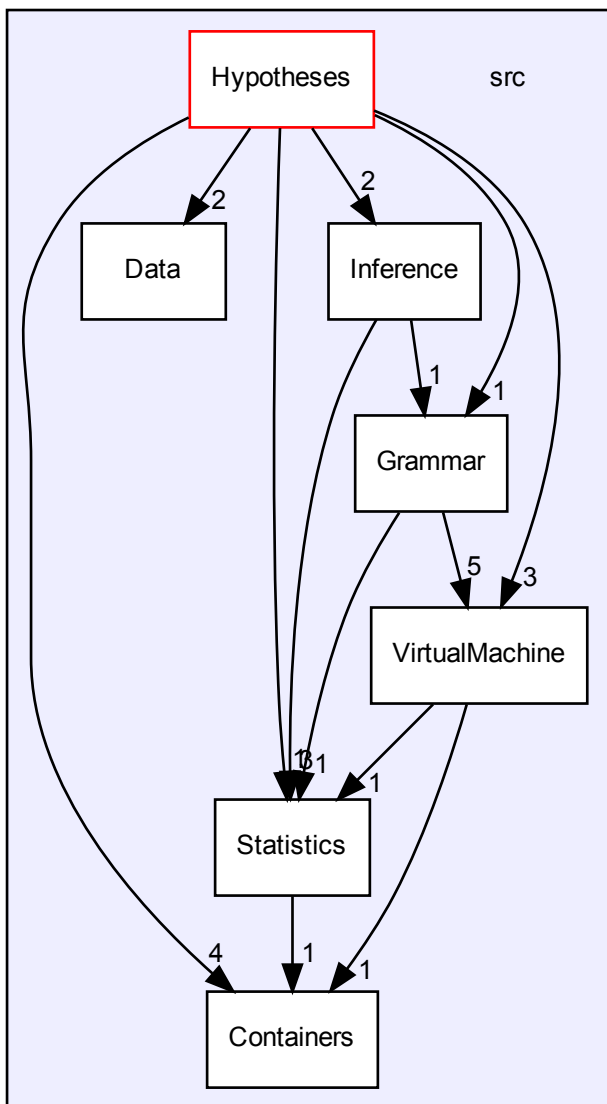 Hypotheses
src
2
2
Data
Inference
1
1
Grammar
5
3
VirtualMachine
1
3
1
1
Statistics
4
1
1
Containers